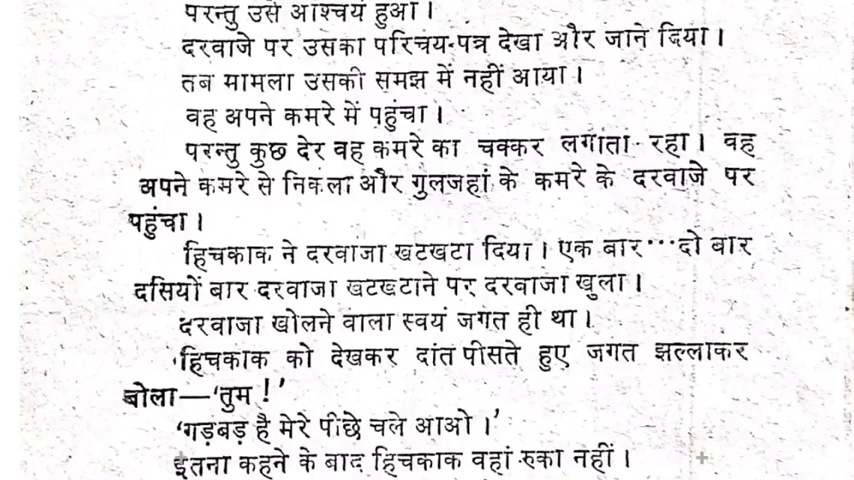 परन्तु उसे आश्चर्य हुआ।
दरवाजे पर उसका परिचय-पत्र देखा और जाने दिया।
तब मामला उसकी समझ में नहीं आया।
वह अपने कमरे में पहुंचा।
परन्तु कुछ देर वह कमरे का चक्कर लगाता रहा। वह
अपने कमरे से निकला और गुलजहां के कमरे के दरवाजे पर
पहुंचा।
हिचकाक ने दरवाजा खटखटा दिया। एक बार···दो बार
दसियों बार दरवाजा खटखटाने पर दरवाजा खुला।
दरवाजा खोलने वाला स्वयं जगत ही था।
हिचकाक को देखकर दांत पीसते हुए जगत झल्लाकर
बोला—'तुम !'
'गड़बड़ है मेरे पीछे चले आओ।'
इतना कहने के बाद हिचकाक वहां रुका नहीं।